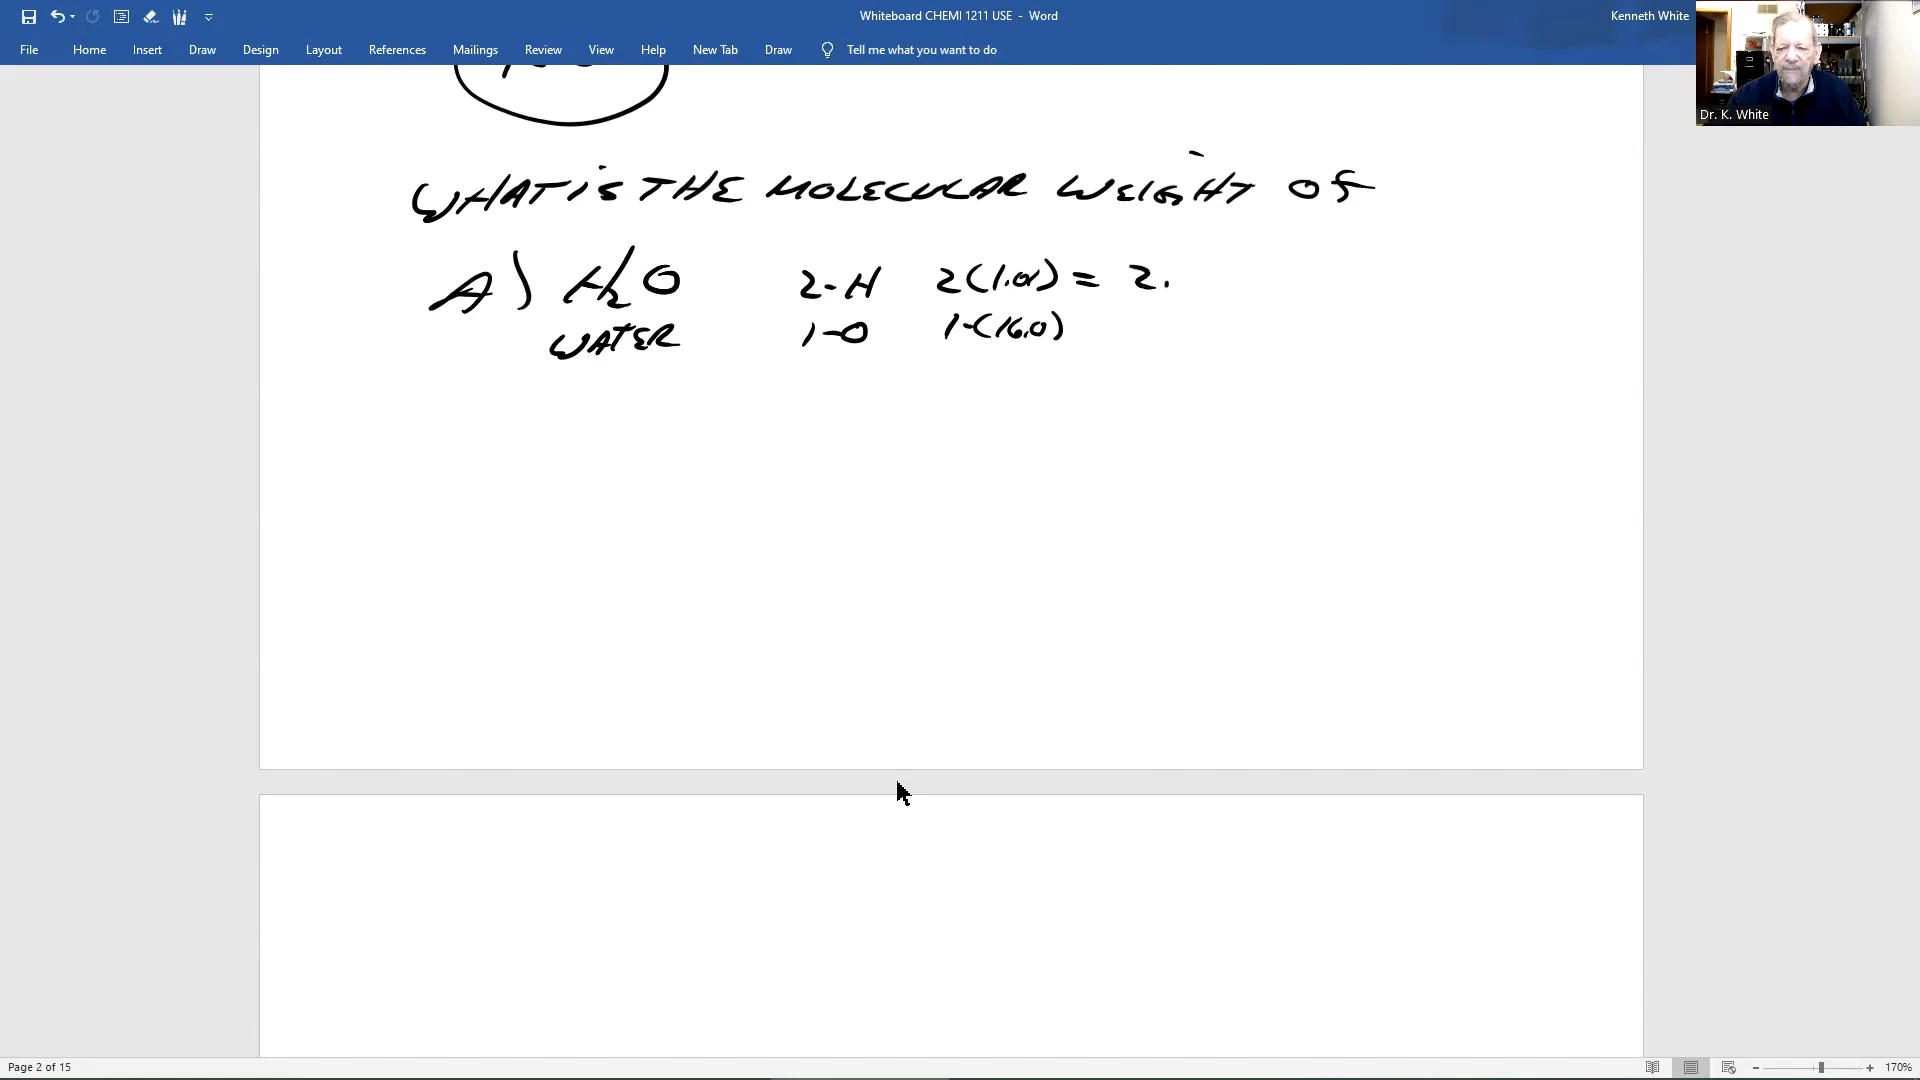 Whiteboard CHEMI 1211 USE - Word
Kenneth White
File Home Insert Draw Design Layout References Mailings Review View Help New Tab Draw Tell me what you want to do
Dr. K. White
WHAT iS THE MOLECULAR WEIGHT OF
A) H2O 2-H 2(1.01) = 2.
WATER 1-O 1-(16.0)
Page 2 of 15
170%